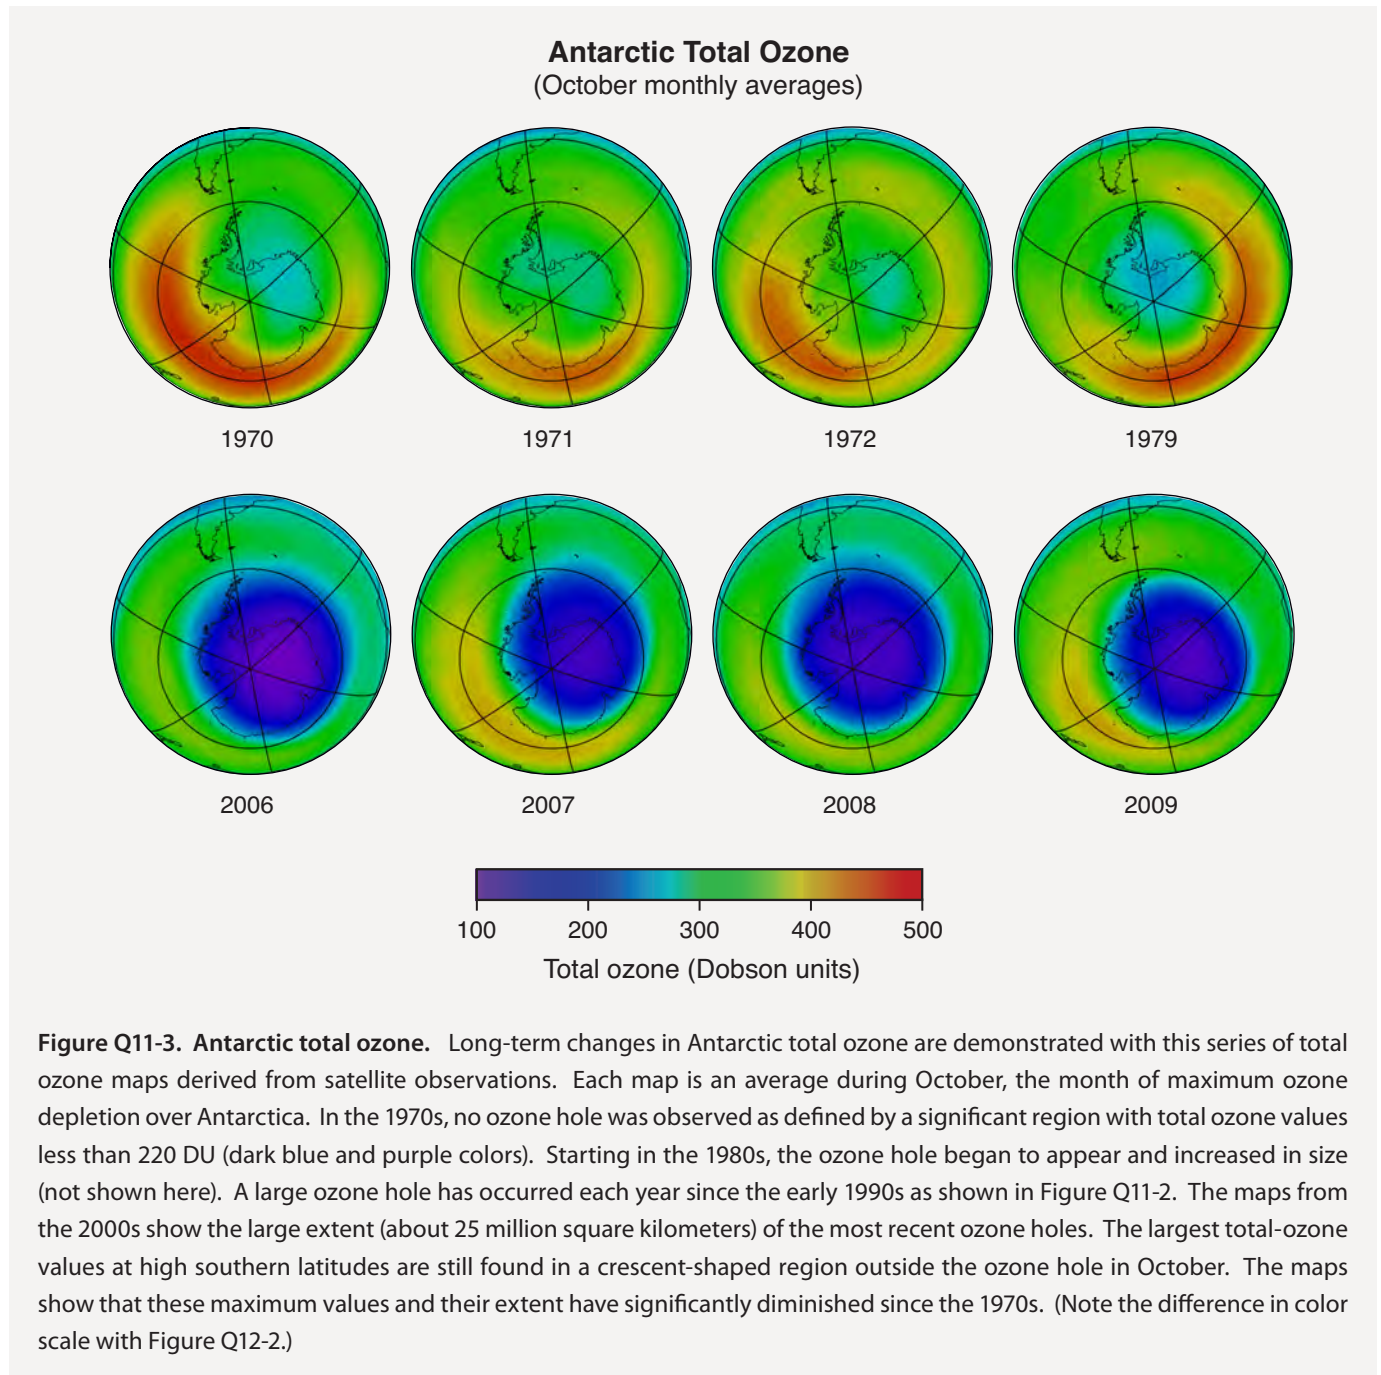 Antarctic Total Ozone
(October monthly averages)
1970 1971 1972 1979
2006 2007 2008 2009
100 200 300 400 500
Total ozone (Dobson units)
Figure Q11-3. Antarctic total ozone. Long-term changes in Antarctic total ozone are demonstrated with this series of total
ozone maps derived from satellite observations. Each map is an average during October, the month of maximum ozone
depletion over Antarctica. In the 1970s, no ozone hole was observed as defined by a significant region with total ozone values
less than 220 DU (dark blue and purple colors). Starting in the 1980s, the ozone hole began to appear and increased in size
(not shown here). A large ozone hole has occurred each year since the early 1990s as shown in Figure Q11-2. The maps from
the 2000s show the large extent (about 25 million square kilometers) of the most recent ozone holes. The largest total-ozone
values at high southern latitudes are still found in a crescent-shaped region outside the ozone hole in October. The maps
show that these maximum values and their extent have significantly diminished since the 1970s. (Note the difference in color
scale with Figure Q12-2.)